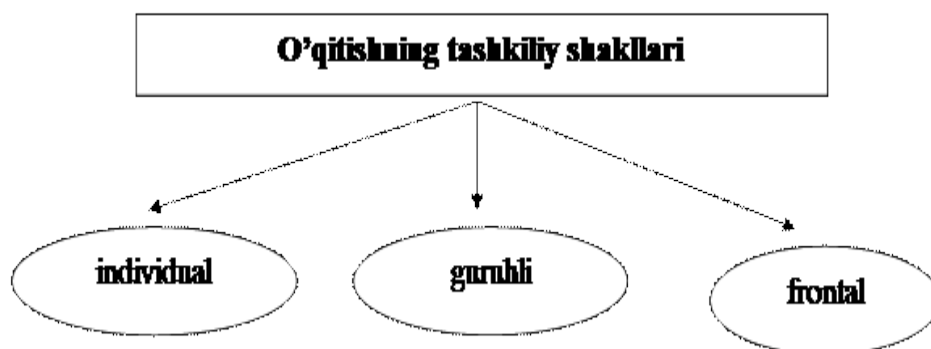 O’qitishning tashkiliy shakllari
individual
guruhli
frontal